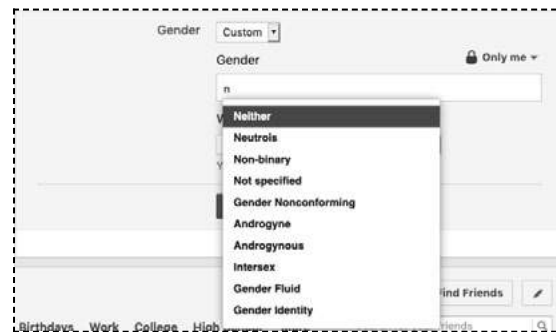 Gender Custom
Gender Only me
n
Neither
Neutrois
Non-binary
Not specified
Gender Nonconforming
Androgyne
Androgynous
Intersex
Gender Fluid
Gender Identity
Find Friends
Birthdays Work College High